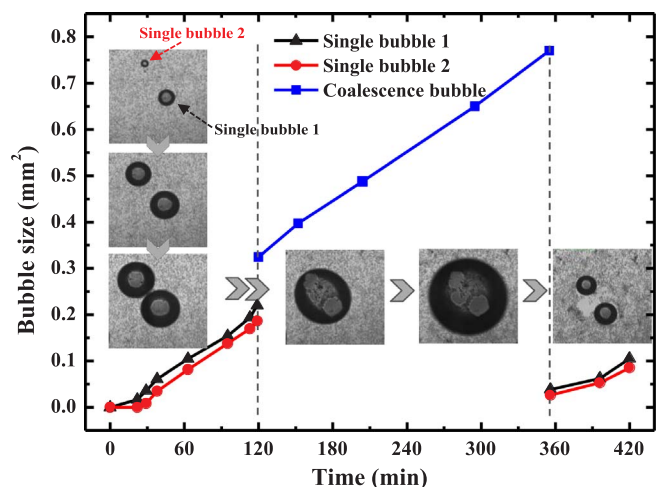 0.8
0.7
0.6
0.5
0.4
0.3
0.2
0.1
0.0
Bubble size (mm²)
Single bubble 1
Single bubble 2
Coalescence bubble
Single bubble 2
Single bubble 1
0 60 120 180 240 300 360 420
Time (min)